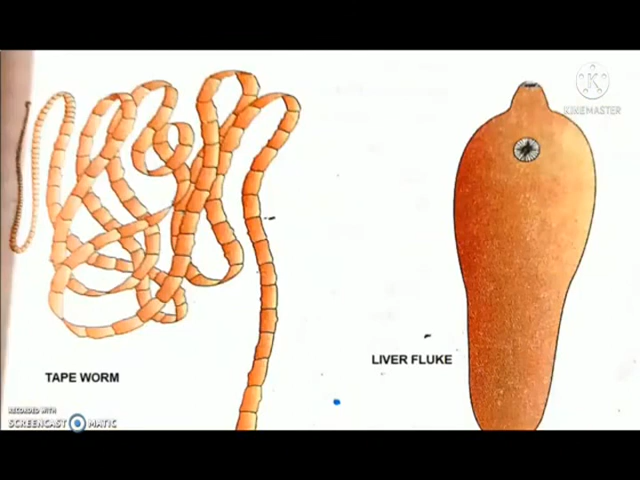 KINEMASTER
LIVER FLUKE
TAPE WORM
RECORDED WITH
SCREENCAST MATIC